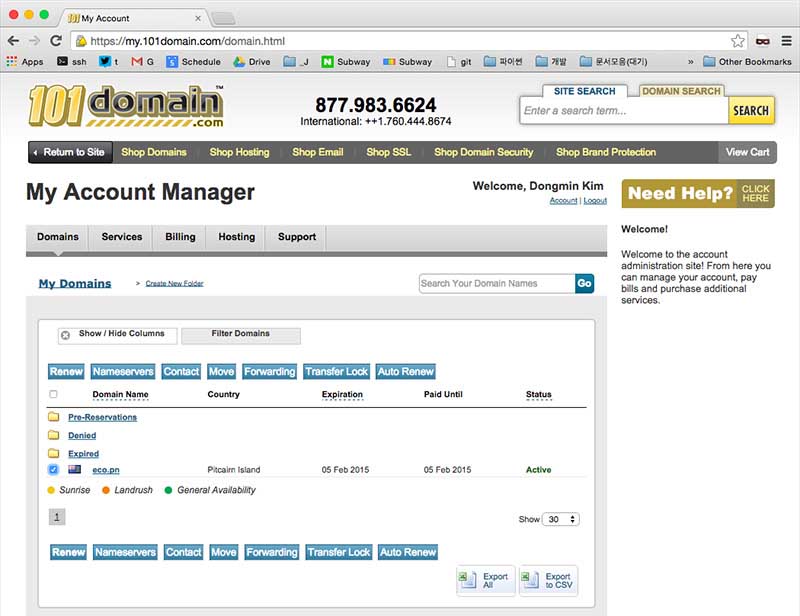 101 My Account
https://my.101domain.com/domain.html
Apps ssh t G Schedule Drive _J Subway Subway git 파이썬 개발 문서모음(대기) » Other Bookmarks
101domain™.com
877.983.6624
International: ++1.760.444.8674
SITE SEARCH DOMAIN SEARCH
Enter a search term... SEARCH
Return to Site Shop Domains Shop Hosting Shop Email Shop SSL Shop Domain Security Shop Brand Protection View Cart
My Account Manager
Welcome, Dongmin Kim
Account | Logout
Need Help? CLICK HERE
Domains Services Billing Hosting Support
Welcome!
Welcome to the account
administration site! From here you
can manage your account, pay
bills and purchase additional
services.
My Domains > Create New Folder
Search Your Domain Names Go
Show / Hide Columns Filter Domains
Renew Nameservers Contact Move Forwarding Transfer Lock Auto Renew
Domain Name Country Expiration Paid Until Status
Pre-Reservations
Denied
Expired
eco.pn Pitcairn Island 05 Feb 2015 05 Feb 2015 Active
Sunrise Landrush General Availability
1
Show 30
Renew Nameservers Contact Move Forwarding Transfer Lock Auto Renew
Export All Export to CSV